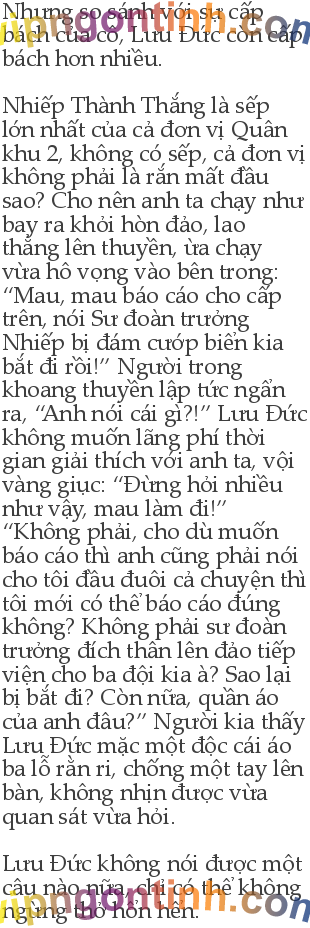 Nhưng so sánh với sự cấp
bách của cô, Lưu Đức còn cấp
bách hơn nhiều.

Nhiếp Thành Thắng là sếp
lớn nhất của cả đơn vị Quân
khu 2, không có sếp, cả đơn vị
không phải là rắn mất đầu
sao? Cho nên anh ta chạy như
bay ra khỏi hòn đảo, lao
thẳng lên thuyền, ừa chạy
vừa hô vọng vào bên trong:
“Mau, mau báo cáo cho cấp
trên, nói Sư đoàn trưởng
Nhiếp bị đám cướp biển kia
bắt đi rồi!” Người trong
khoang thuyền lập tức ngẩn
ra, “Anh nói cái gì?!” Lưu Đức
không muốn lãng phí thời
gian giải thích với anh ta, vội
vàng giục: “Đừng hỏi nhiều
như vậy, mau làm đi!”
“Không phải, cho dù muốn
báo cáo thì anh cũng phải nói
cho tôi đầu đuôi cả chuyện thì
tôi mới có thể báo cáo đúng
không? Không phải sư đoàn
trưởng đích thân lên đảo tiếp
viện cho ba đội kia à? Sao lại
bị bắt đi? Còn nữa, quần áo
của anh đâu?” Người kia thấy
Lưu Đức mặc một độc cái áo
ba lỗ rằn ri, chống một tay lên
bàn, không nhịn được vừa
quan sát vừa hỏi.

Lưu Đức không nói được một
câu nào nữa, chỉ có thể không
ngừng thở hổn hển.
vipngontinh.com
vipngontinh.com